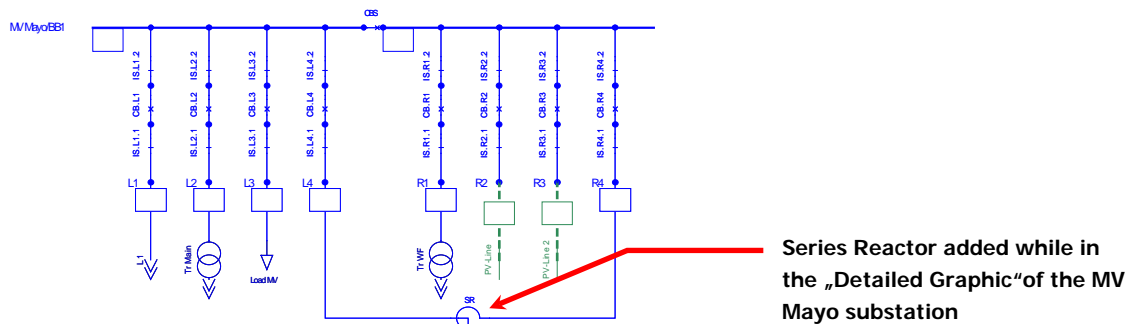 CBS
MV Mayo/BB1
IS.L1.2
IS.L2.2
IS.L3.2
IS.L4.2
IS.R1.2
IS.R2.2
IS.R3.2
IS.R4.2
CB.L1
CB.L2
CB.L3
CB.L4
CB.R1
CB.R2
CB.R3
CB.R4
IS.L1.1
IS.L2.1
IS.L3.1
IS.L4.1
IS.R1.1
IS.R2.1
IS.R3.1
IS.R4.1
L1
L2
L3
L4
R1
R2
R3
R4
L1
Tr Main
Load MV
Tr WF
PV-Line
PV-Line 2
SR
Series Reactor added while in
the „Detailed Graphic“of the MV
Mayo substation